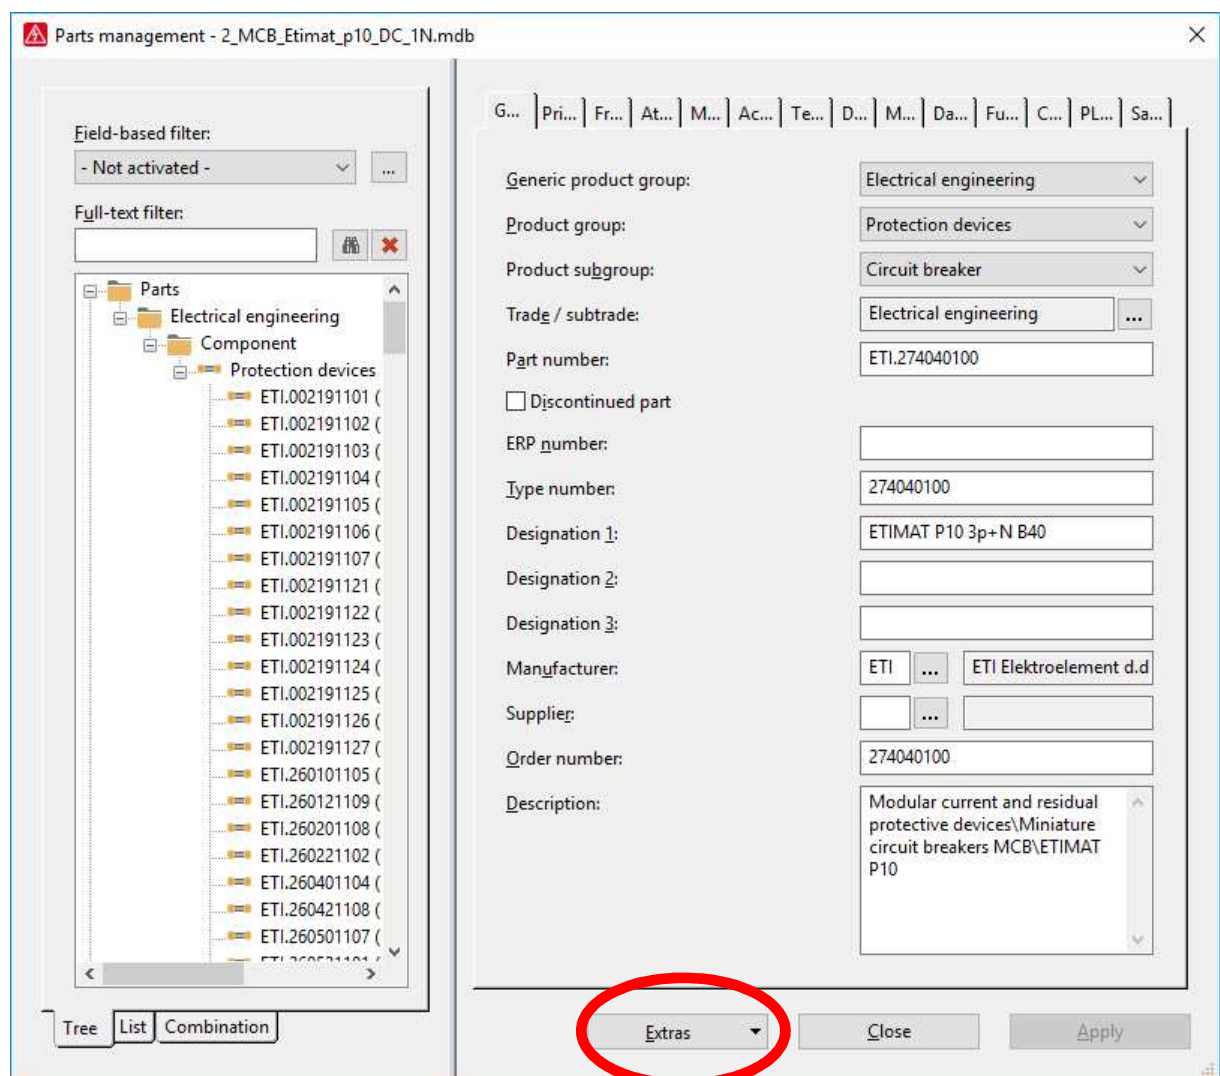 Parts management - 2_MCB_Etimat_p10_DC_1N.mdb
Field-based filter:
- Not activated -
...
Full-text filter:
Parts
Electrical engineering
Component
Protection devices
ETI.002191101 (
ETI.002191102 (
ETI.002191103 (
ETI.002191104 (
ETI.002191105 (
ETI.002191106 (
ETI.002191107 (
ETI.002191121 (
ETI.002191122 (
ETI.002191123 (
ETI.002191124 (
ETI.002191125 (
ETI.002191126 (
ETI.002191127 (
ETI.260101105 (
ETI.260121109 (
ETI.260201108 (
ETI.260221102 (
ETI.260401104 (
ETI.260421108 (
ETI.260501107 (
Tree List Combination
G... Pri... Fr... At... M... Ac... Te... D... M... Da... Fu... C... PL... Sa...
Generic product group: Electrical engineering
Product group: Protection devices
Product subgroup: Circuit breaker
Trade / subtrade: Electrical engineering ...
Part number: ETI.274040100
Discontinued part
ERP number:
Type number: 274040100
Designation 1: ETIMAT P10 3p+N B40
Designation 2:
Designation 3:
Manufacturer: ETI ... ETI Elektroelement d.d
Supplier: ...
Order number: 274040100
Description: Modular current and residual
protective devices\Miniature
circuit breakers MCB\ETIMAT
P10
Extras Close Apply